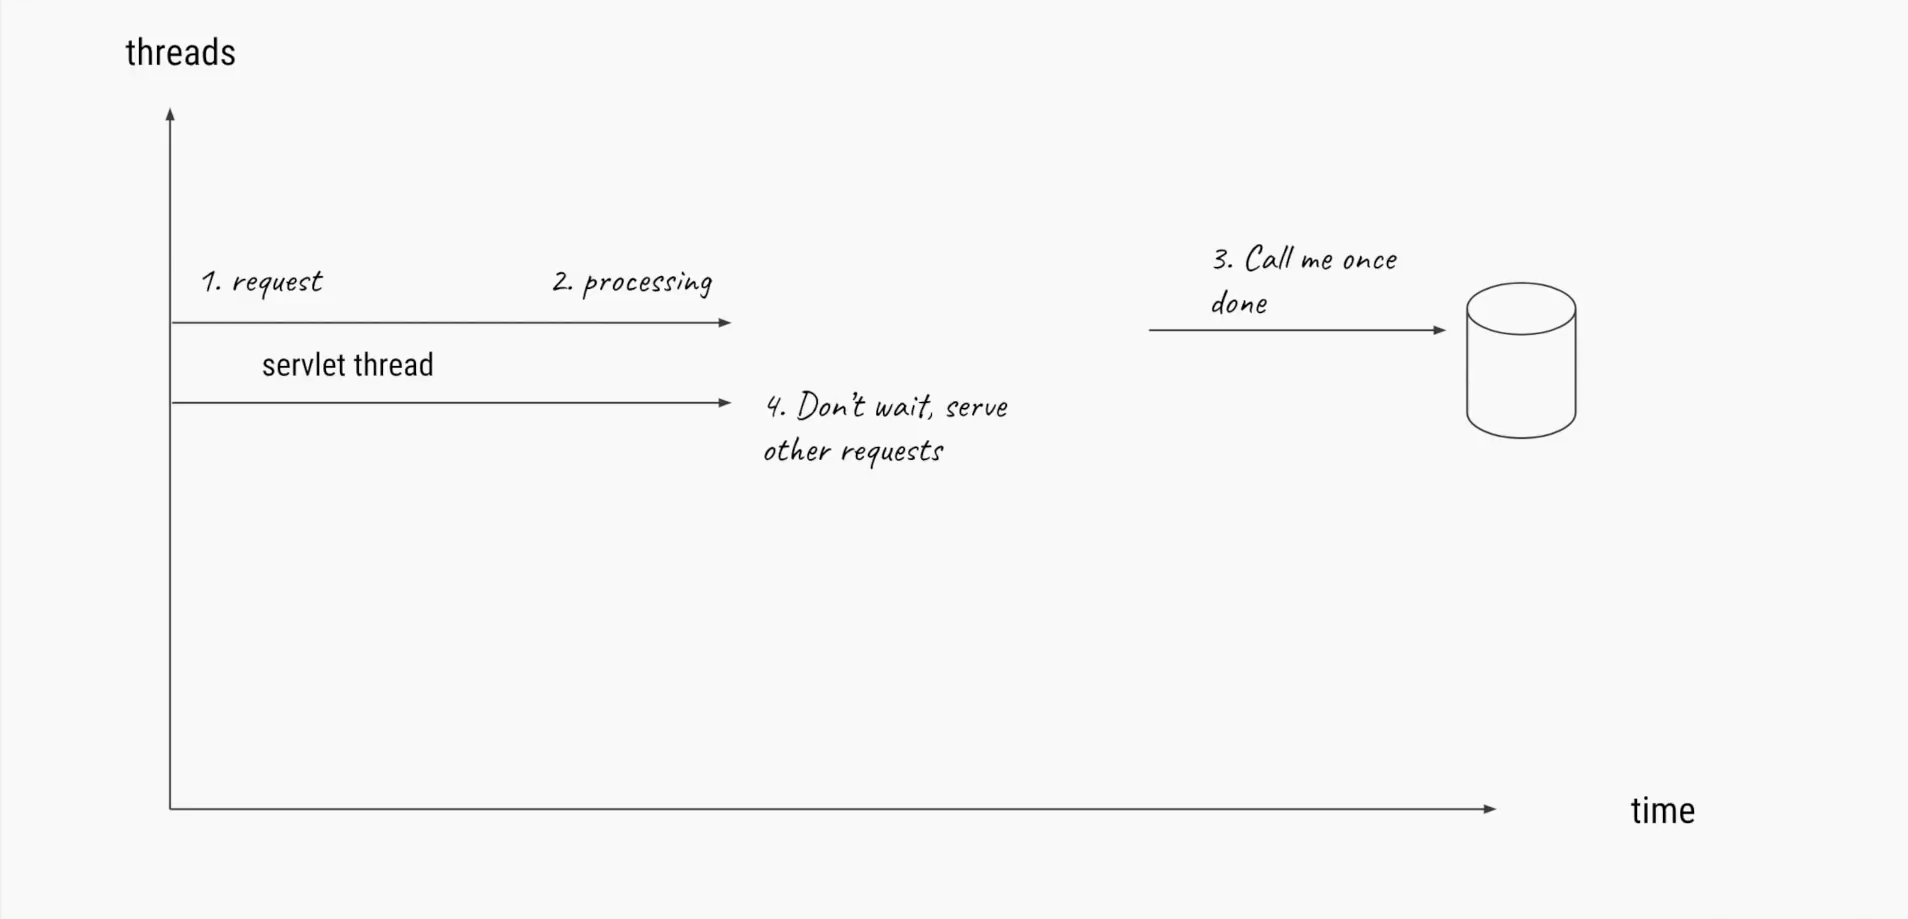 threads
1. request
2. processing
3. Call me once
done
servlet thread
4. Don't wait, serve
other requests
time